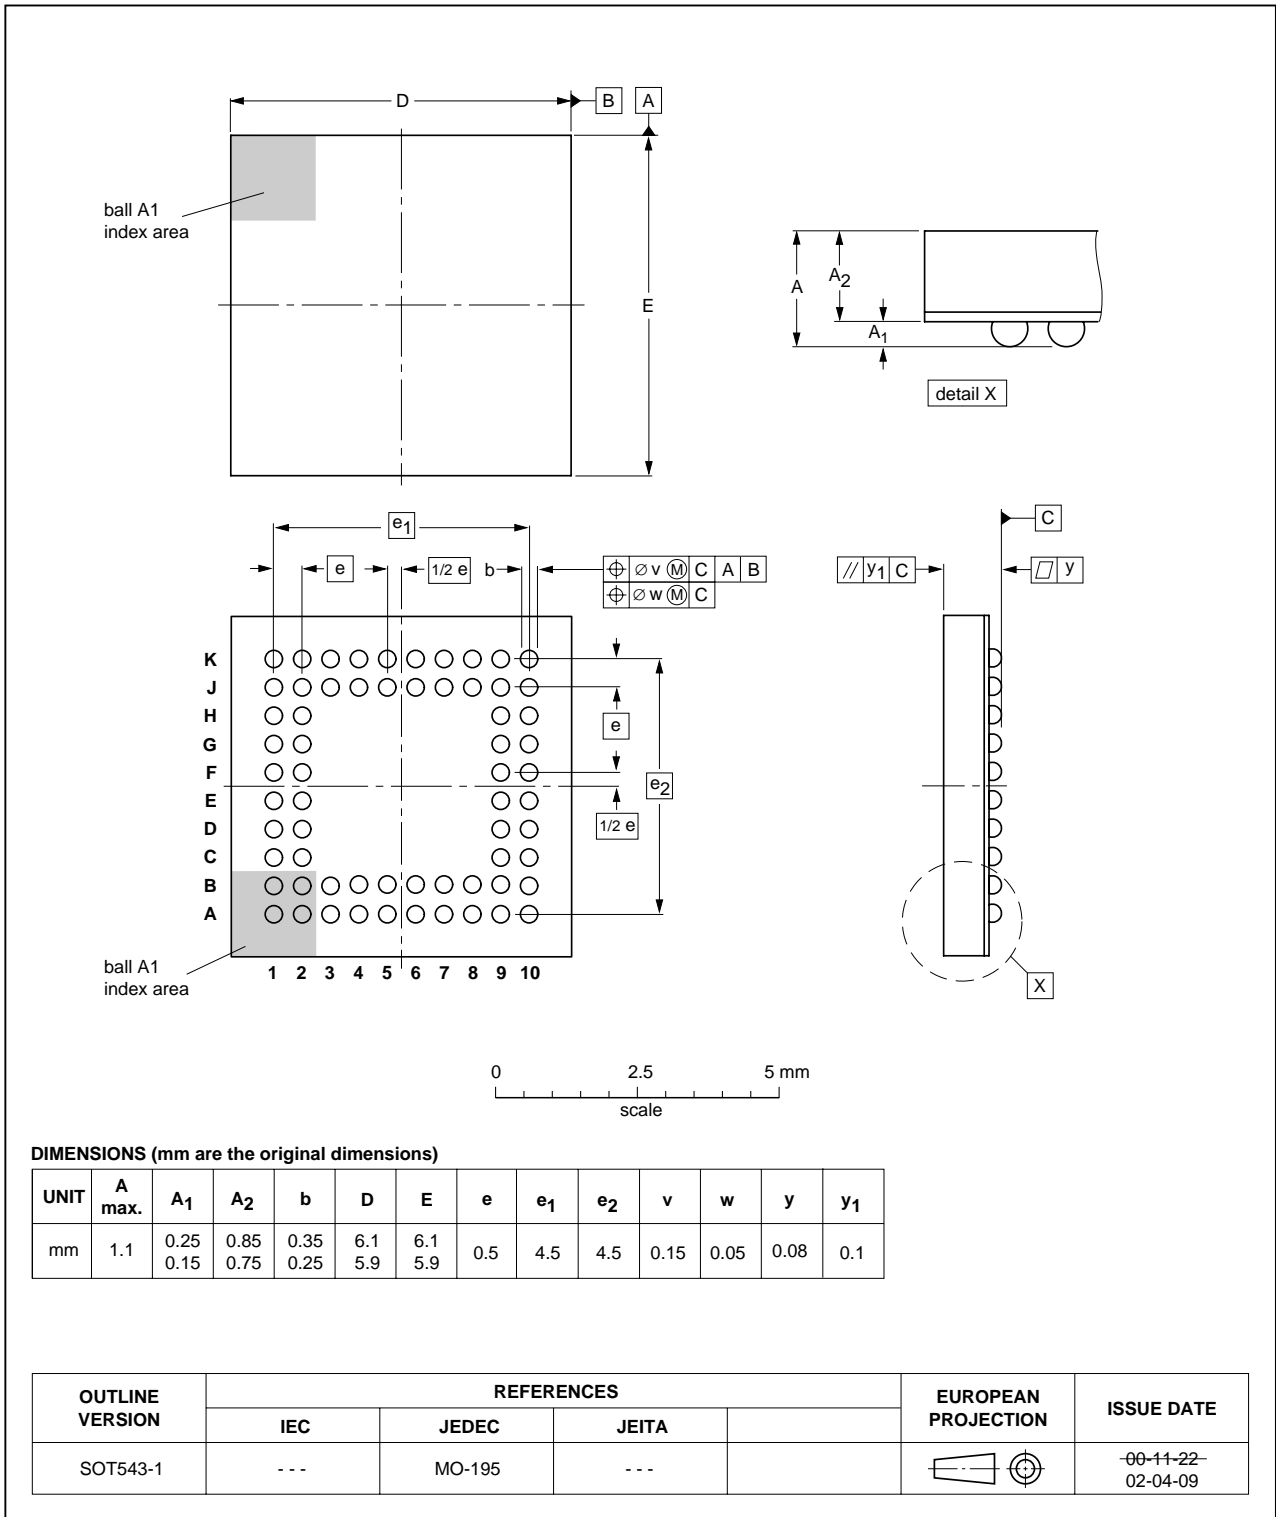 D
B
A
ball A1
index area
E
A
A2
A1
detail X
e1
C
e
1/2 e
b
⌖ ∅ v Ⓜ C A B
⌖ ∅ w Ⓜ C
// y1 C
⏥ y
K
J
H
G
F
E
D
C
B
A
e
e2
1/2 e
ball A1
index area
1 2 3 4 5 6 7 8 9 10
X
0 2.5 5 mm
scale
DIMENSIONS (mm are the original dimensions)
UNIT A max. A1 A2 b D E e e1 e2 v w y y1
mm 1.1 0.25 0.15 0.85 0.75 0.35 0.25 6.1 5.9 6.1 5.9 0.5 4.5 4.5 0.15 0.05 0.08 0.1
OUTLINE VERSION
REFERENCES
EUROPEAN PROJECTION
ISSUE DATE
IEC JEDEC JEITA
SOT543-1 - - - MO-195 - - -
00-11-22
02-04-09